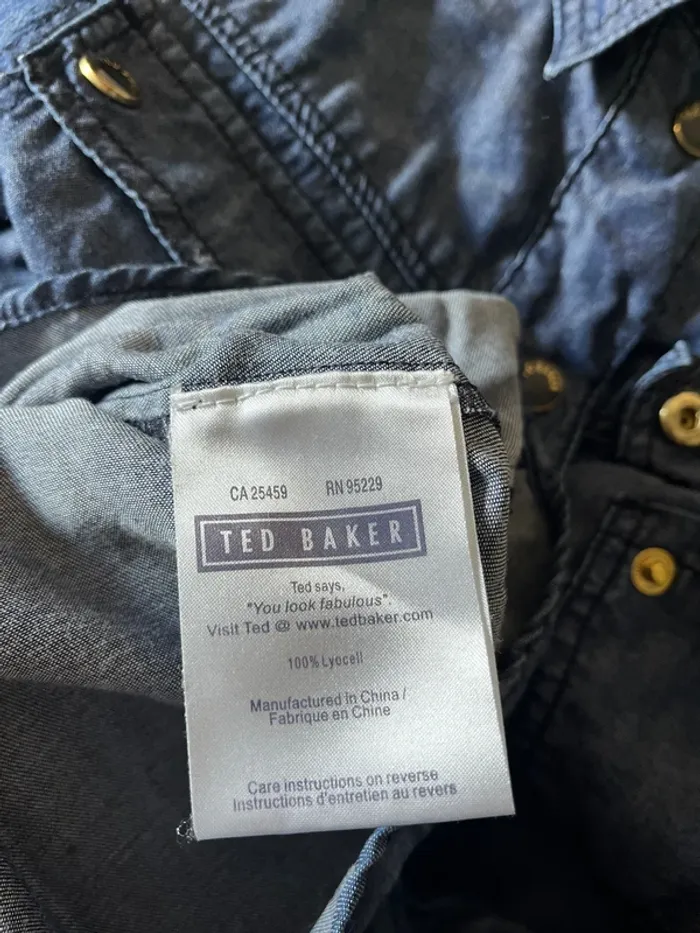 CA 25459 RN 95229
TED BAKER
Ted says,
"You look fabulous".
Visit Ted @ www.tedbaker.com
100% Lyocell
Manufactured in China /
Fabrique en Chine
Care instructions on reverse
Instructions d'entretien au revers